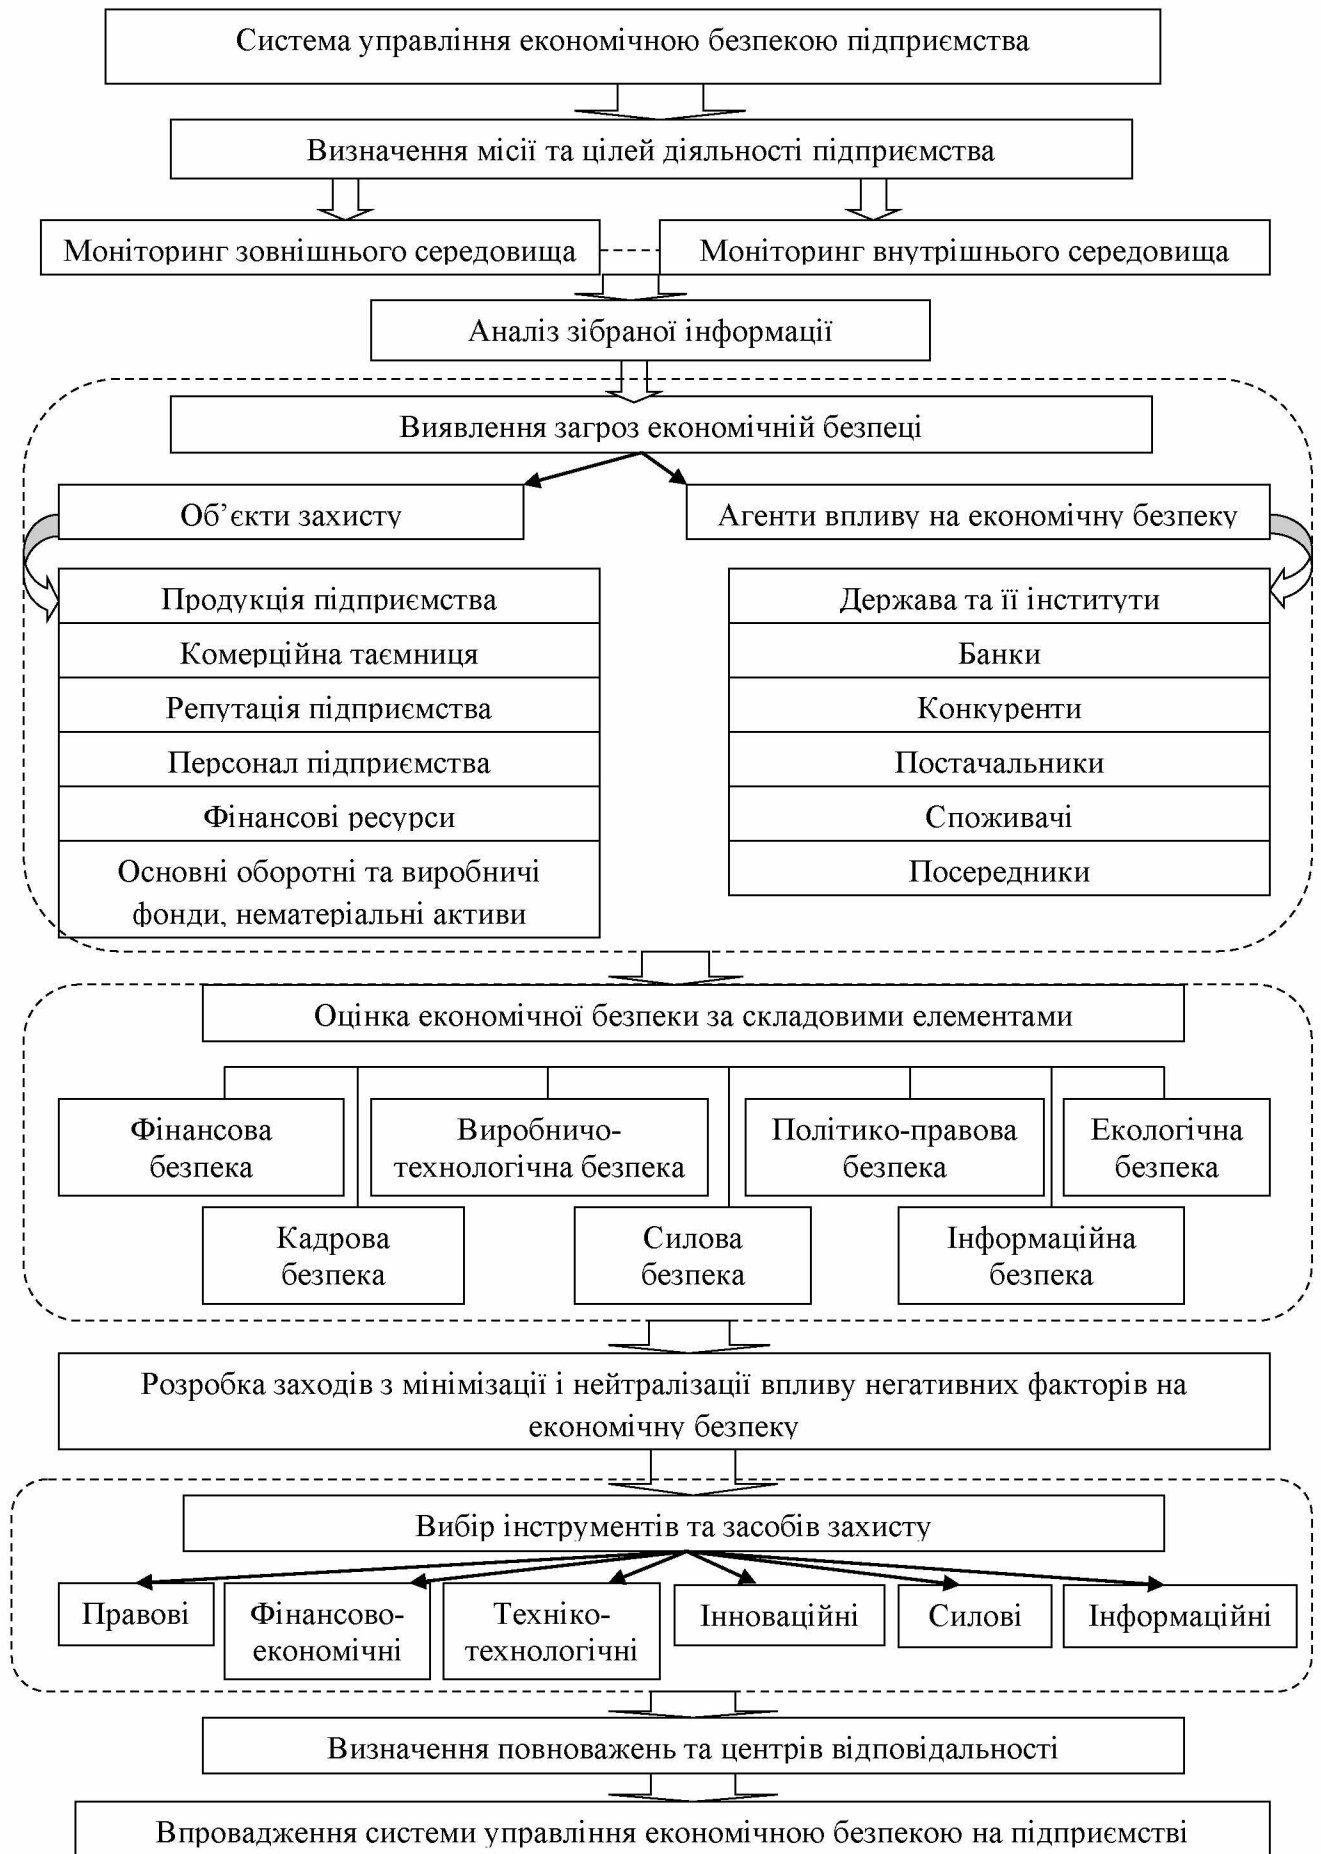 Система управління економічною безпекою підприємства
Визначення місії та цілей діяльності підприємства
Моніторинг зовнішнього середовища
Моніторинг внутрішнього середовища
Аналіз зібраної інформації
Виявлення загроз економічній безпеці
Об’єкти захисту
Агенти впливу на економічну безпеку
Продукція підприємства
Комерційна таємниця
Репутація підприємства
Персонал підприємства
Фінансові ресурси
Основні оборотні та виробничі
фонди, нематеріальні активи
Держава та її інститути
Банки
Конкуренти
Постачальники
Споживачі
Посередники
Оцінка економічної безпеки за складовими елементами
Фінансова
безпека
Виробничо-
технологічна безпека
Політико-правова
безпека
Екологічна
безпека
Кадрова
безпека
Силова
безпека
Інформаційна
безпека
Розробка заходів з мінімізації і нейтралізації впливу негативних факторів на
економічну безпеку
Вибір інструментів та засобів захисту
Правові
Фінансово-
економічні
Техніко-
технологічні
Інноваційні
Силові
Інформаційні
Визначення повноважень та центрів відповідальності
Впровадження системи управління економічною безпекою на підприємстві